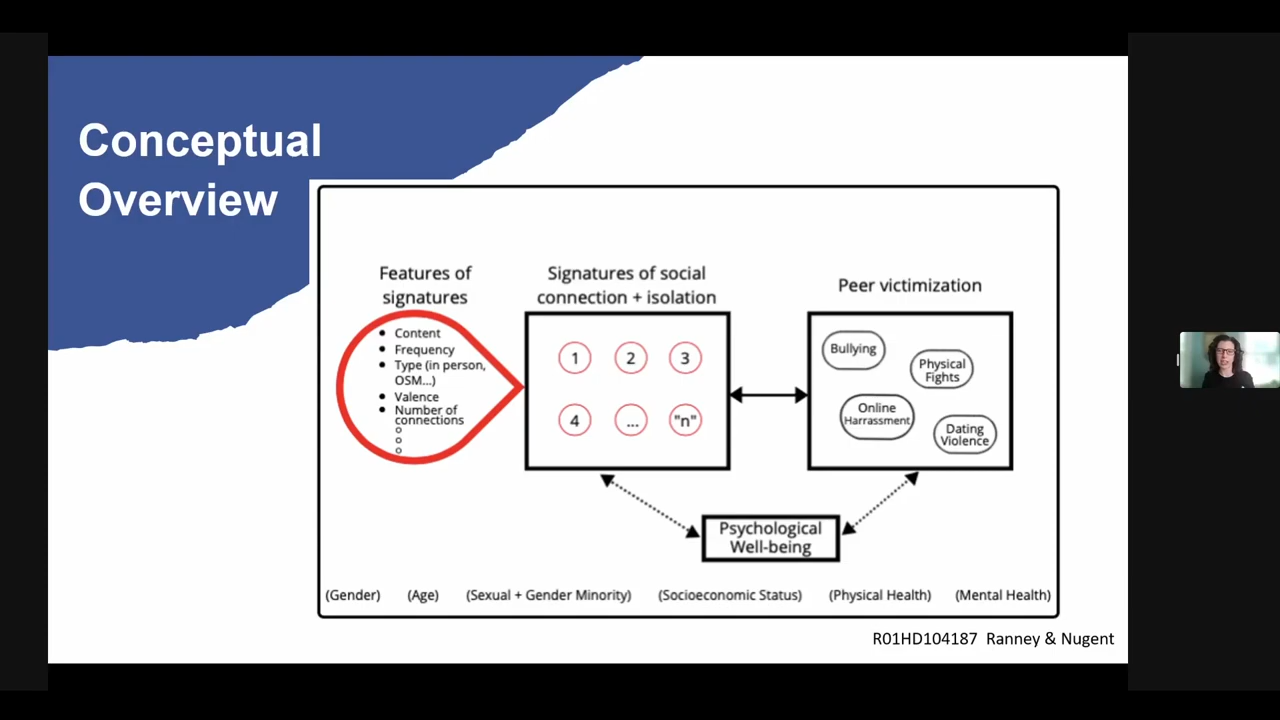 Conceptual
Overview
Features of
signatures
• Content
• Frequency
• Type (in person,
OSM...)
• Valence
• Number of
connections
Signatures of social
connection + isolation
1 2 3
4 ... "n"
Peer victimization
Bullying
Physical
Fights
Online
Harrassment
Dating
Violence
Psychological
Well-being
(Gender) (Age) (Sexual + Gender Minority) (Socioeconomic Status) (Physical Health) (Mental Health)
R01HD104187 Ranney & Nugent